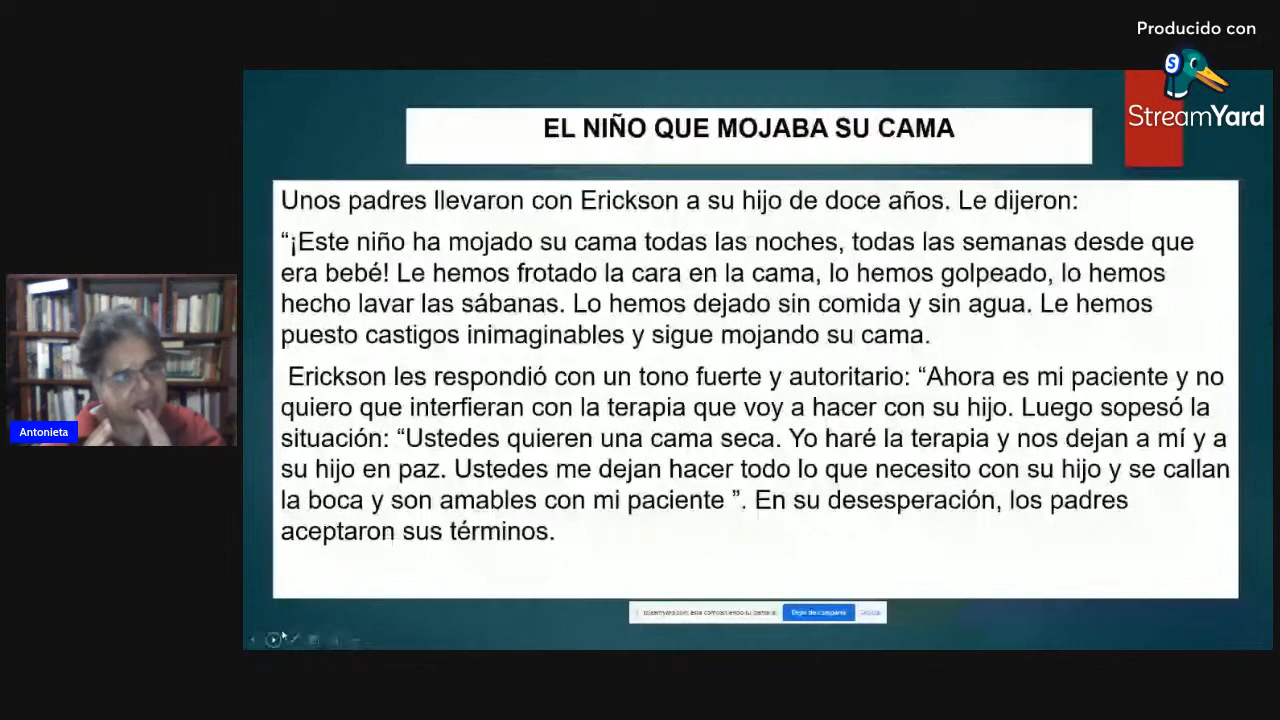 Producido con
StreamYard
EL NIÑO QUE MOJABA SU CAMA
Unos padres llevaron con Erickson a su hijo de doce años. Le dijeron:
“¡Este niño ha mojado su cama todas las noches, todas las semanas desde que
era bebé! Le hemos frotado la cara en la cama, lo hemos golpeado, lo hemos
hecho lavar las sábanas. Lo hemos dejado sin comida y sin agua. Le hemos
puesto castigos inimaginables y sigue mojando su cama.
Erickson les respondió con un tono fuerte y autoritario: “Ahora es mi paciente y no
quiero que interfieran con la terapia que voy a hacer con su hijo. Luego sopesó la
situación: “Ustedes quieren una cama seca. Yo haré la terapia y nos dejan a mí y a
su hijo en paz. Ustedes me dejan hacer todo lo que necesito con su hijo y se callan
la boca y son amables con mi paciente ”. En su desesperación, los padres
aceptaron sus términos.
Antonieta
Dejar de compartir